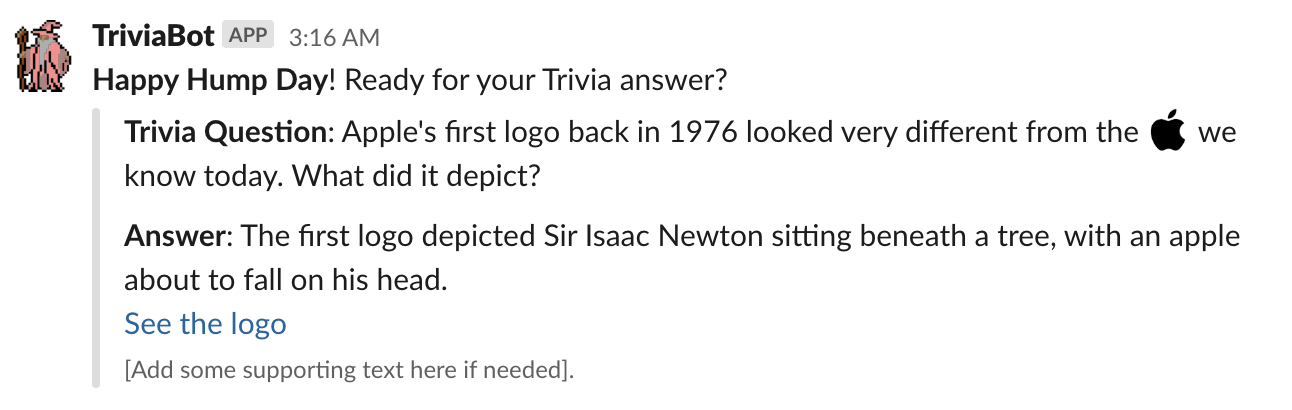 TriviaBot APP 3:16 AM
Happy Hump Day! Ready for your Trivia answer?
Trivia Question: Apple's first logo back in 1976 looked very different from the we
know today. What did it depict?
Answer: The first logo depicted Sir Isaac Newton sitting beneath a tree, with an apple
about to fall on his head.
See the logo
[Add some supporting text here if needed].